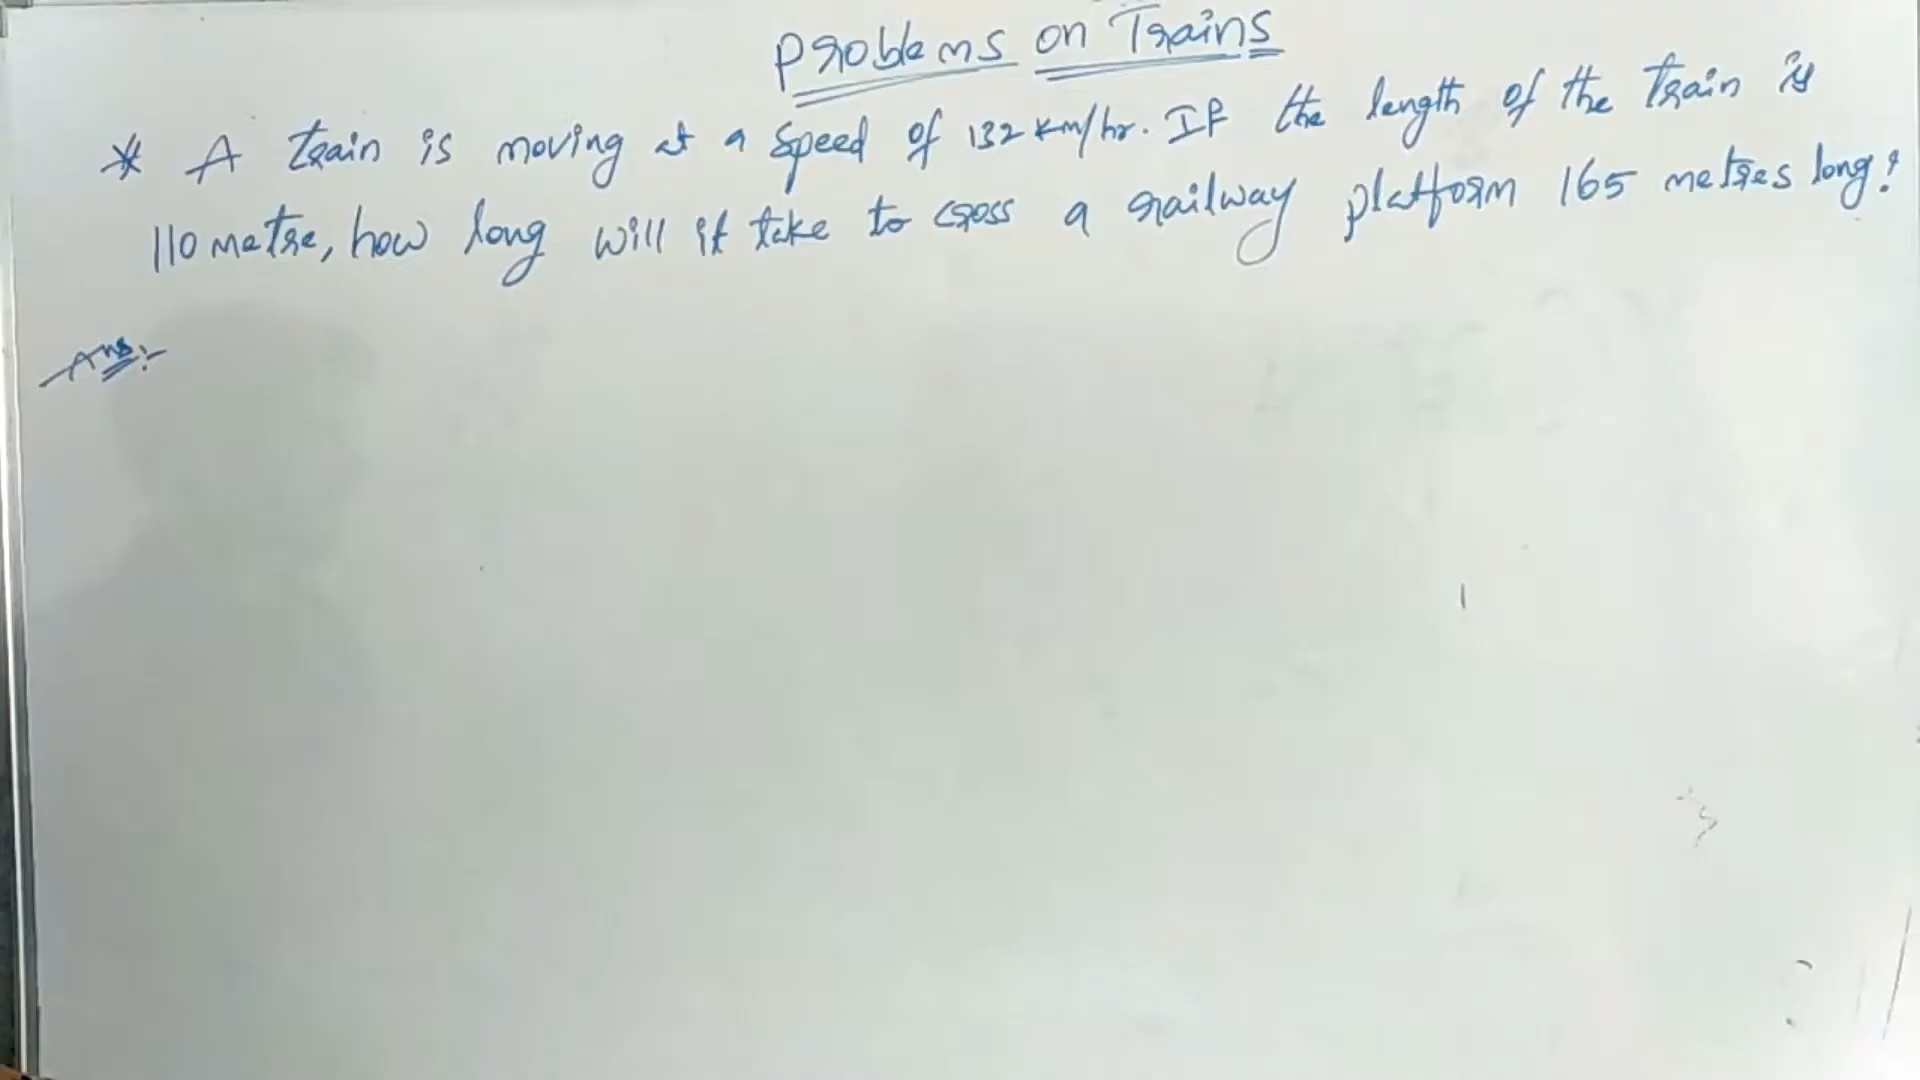 Problems on Trains
* A train is moving at a speed of 132 km/hr. If the length of the train is
110 metre, how long will it take to cross a railway platform 165 metres long?
Ans:-